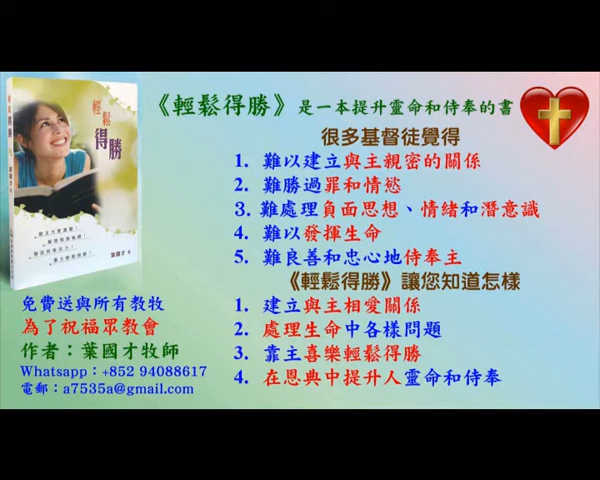 《輕鬆得勝》是一本提升靈命和侍奉的書
很多基督徒覺得
1. 難以建立與主親密的關係
2. 難勝過罪和情慾
3. 難處理負面思想、情緒和潛意識
4. 難以發揮生命
5. 難良善和忠心地侍奉主
《輕鬆得勝》讓您知道怎樣
1. 建立與主相愛關係
2. 處理生命中各樣問題
3. 靠主喜樂輕鬆得勝
4. 在恩典中提升人靈命和侍奉
輕鬆
得勝
輕鬆得勝
免費送與所有教牧
為了祝福眾教會
作者：葉國才牧師
Whatsapp：+852 94088617
電郵：a7535a@gmail.com